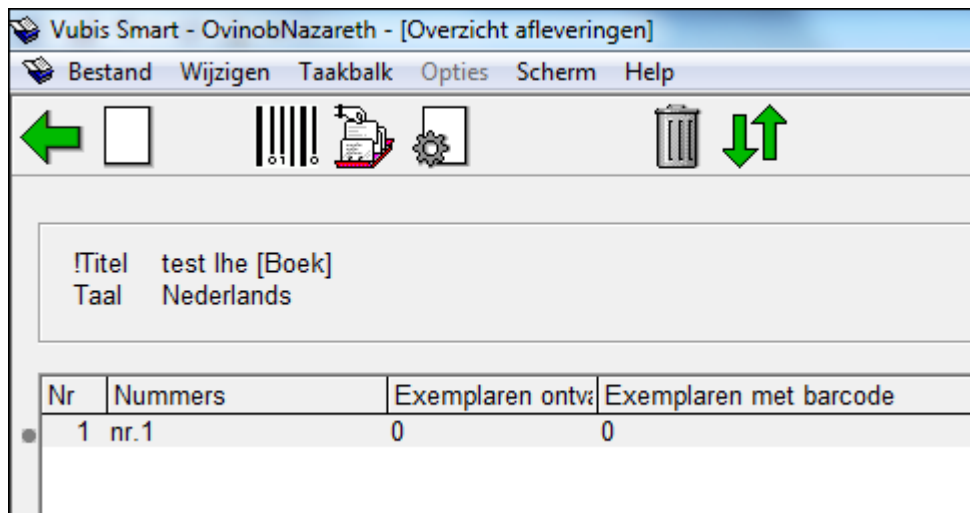 Vubis Smart - OvinobNazareth - [Overzicht afleveringen]
Bestand Wijzigen Taakbalk Opties Scherm Help
!Titel test lhe [Boek]
Taal Nederlands
Nr Nummers Exemplaren ontva Exemplaren met barcode
1 nr.1 0 0